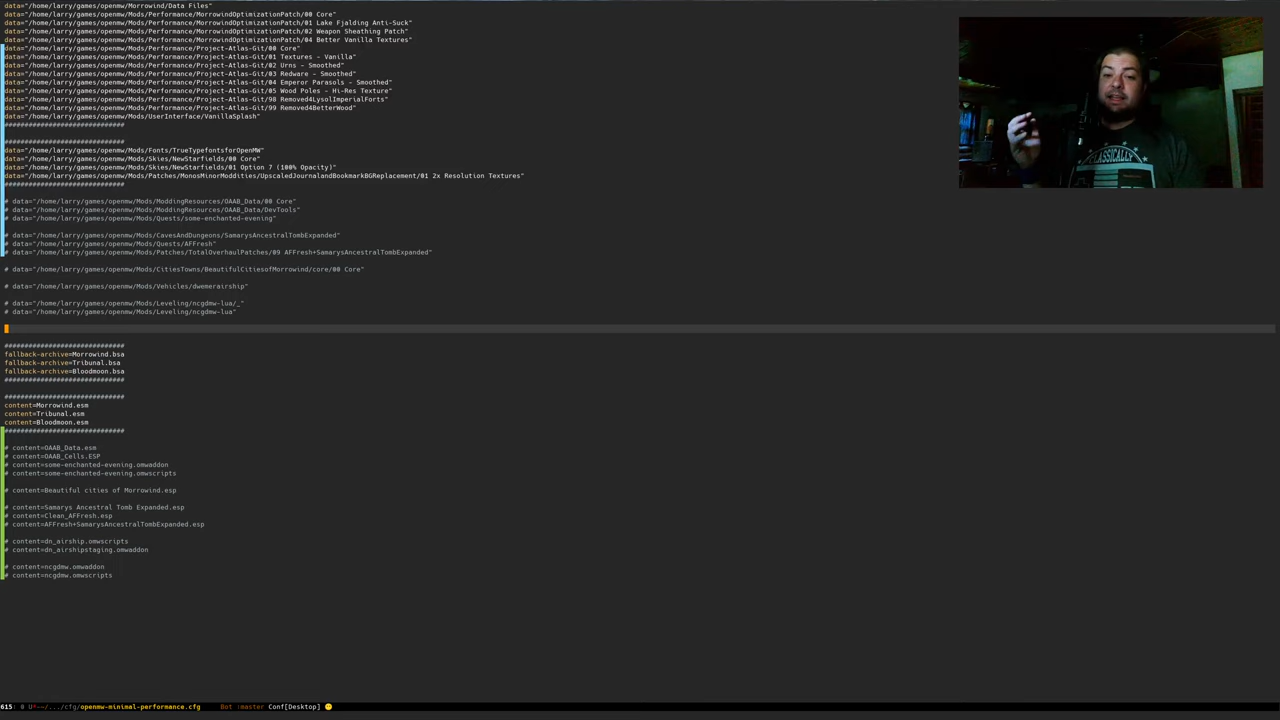 data="/home/larry/games/openmw/Morrowind/Data Files"
data="/home/larry/games/openmw/Mods/Performance/MorrowindOptimizationPatch/00 Core"
data="/home/larry/games/openmw/Mods/Performance/MorrowindOptimizationPatch/01 Lake Fjalding Anti-Suck"
data="/home/larry/games/openmw/Mods/Performance/MorrowindOptimizationPatch/02 Weapon Sheathing Patch"
data="/home/larry/games/openmw/Mods/Performance/MorrowindOptimizationPatch/04 Better Vanilla Textures"
data="/home/larry/games/openmw/Mods/Performance/Project-Atlas-Git/00 Core"
data="/home/larry/games/openmw/Mods/Performance/Project-Atlas-Git/01 Textures - Vanilla"
data="/home/larry/games/openmw/Mods/Performance/Project-Atlas-Git/02 Urns - Smoothed"
data="/home/larry/games/openmw/Mods/Performance/Project-Atlas-Git/03 Redware - Smoothed"
data="/home/larry/games/openmw/Mods/Performance/Project-Atlas-Git/04 Emperor Parasols - Smoothed"
data="/home/larry/games/openmw/Mods/Performance/Project-Atlas-Git/05 Wood Poles - Hi-Res Texture"
data="/home/larry/games/openmw/Mods/Performance/Project-Atlas-Git/98 Removed4LysolImperialForts"
data="/home/larry/games/openmw/Mods/Performance/Project-Atlas-Git/99 Removed4BetterWood"
data="/home/larry/games/openmw/Mods/UserInterface/VanillaSplash"
##############################
##############################
data="/home/larry/games/openmw/Mods/Fonts/TrueTypefontsforOpenMW"
data="/home/larry/games/openmw/Mods/Skies/NewStarfields/00 Core"
data="/home/larry/games/openmw/Mods/Skies/NewStarfields/01 Option 7 (100% Opacity)"
data="/home/larry/games/openmw/Mods/Patches/MonosMinorModdities/UpscaledJournalandBookmarkBGReplacement/01 2x Resolution Textures"
##############################
# data="/home/larry/games/openmw/Mods/ModdingResources/OAAB_Data/00 Core"
# data="/home/larry/games/openmw/Mods/ModdingResources/OAAB_Data/DevTools"
# data="/home/larry/games/openmw/Mods/Quests/some-enchanted-evening"
# data="/home/larry/games/openmw/Mods/CavesAndDungeons/SamarysAncestralTombExpanded"
# data="/home/larry/games/openmw/Mods/Quests/AFFresh"
# data="/home/larry/games/openmw/Mods/Patches/TotalOverhaulPatches/09 AFFresh+SamarysAncestralTombExpanded"
# data="/home/larry/games/openmw/Mods/CitiesTowns/BeautifulCitiesofMorrowind/core/00 Core"
# data="/home/larry/games/openmw/Mods/Vehicles/dwemerairship"
# data="/home/larry/games/openmw/Mods/Leveling/ncgdmw-lua/_"
# data="/home/larry/games/openmw/Mods/Leveling/ncgdmw-lua"
##############################
fallback-archive=Morrowind.bsa
fallback-archive=Tribunal.bsa
fallback-archive=Bloodmoon.bsa
##############################
##############################
content=Morrowind.esm
content=Tribunal.esm
content=Bloodmoon.esm
##############################
# content=OAAB_Data.esm
# content=OAAB_Cells.ESP
# content=some-enchanted-evening.omwaddon
# content=some-enchanted-evening.omwscripts
# content=Beautiful cities of Morrowind.esp
# content=Samarys Ancestral Tomb Expanded.esp
# content=Clean_AFFresh.esp
# content=AFFresh+SamarysAncestralTombExpanded.esp
# content=dn_airship.omwscripts
# content=dn_airshipstaging.omwaddon
# content=ncgdmw.omwaddon
# content=ncgdmw.omwscripts
CLASSICALLY
615: 0 U*-~/.../cfg/openmw-minimal-performance.cfg Bot :master Conf[Desktop]